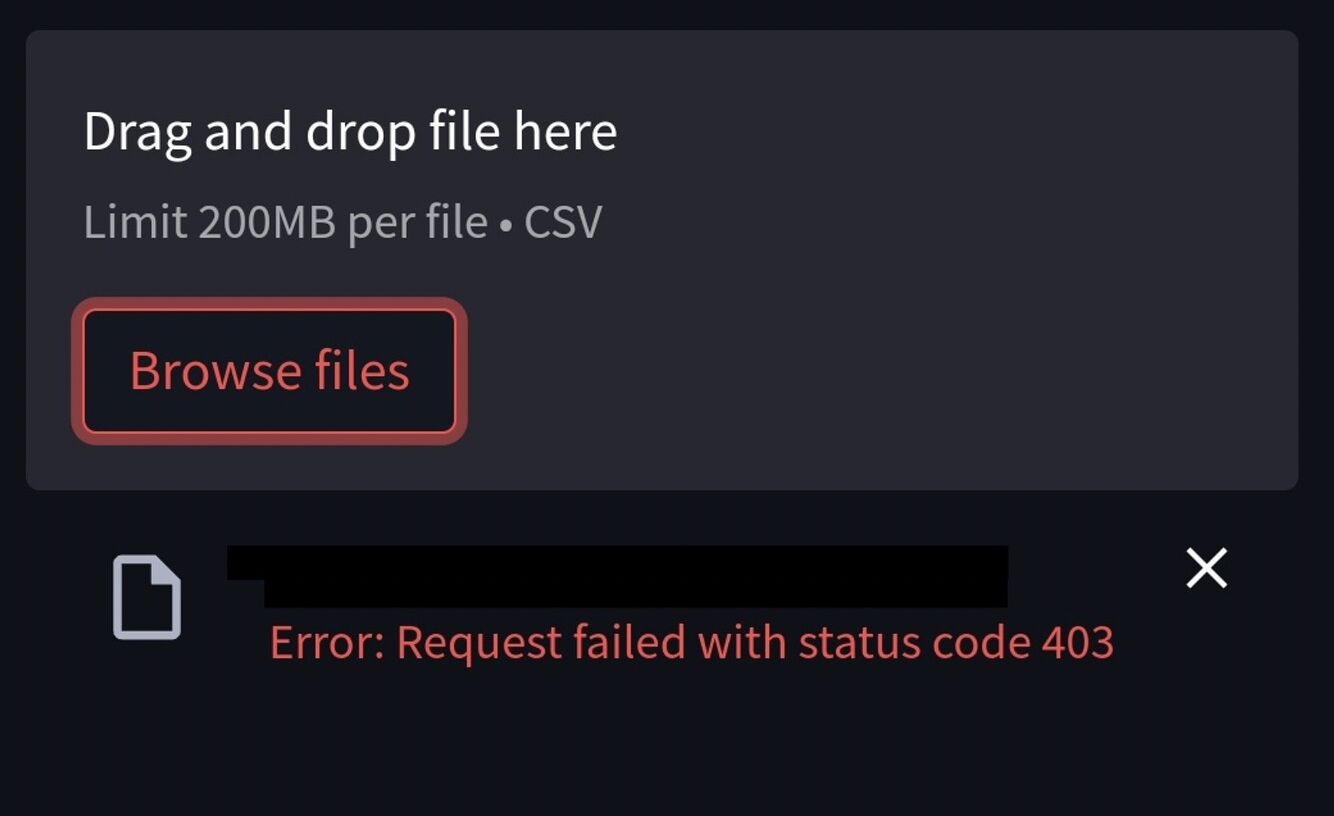 Drag and drop file here
Limit 200MB per file • CSV
Browse files
Error: Request failed with status code 403